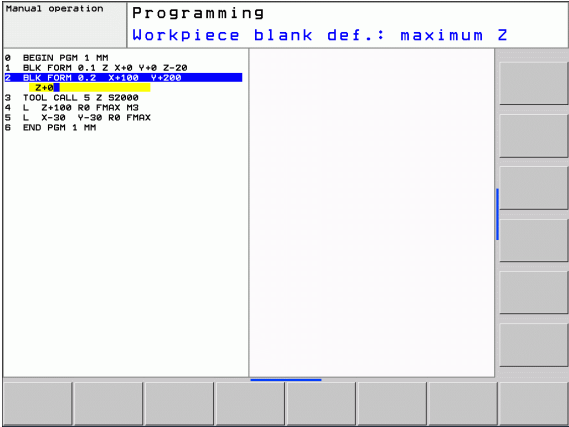 Manual operation
Programming
Workpiece blank def.: maximum Z
0 BEGIN PGM 1 MM
1 BLK FORM 0.1 Z X+0 Y+0 Z-20
2 BLK FORM 0.2 X+100 Y+200
Z+0
3 TOOL CALL 5 Z S2000
4 L Z+100 R0 FMAX M3
5 L X-30 Y-30 R0 FMAX
6 END PGM 1 MM